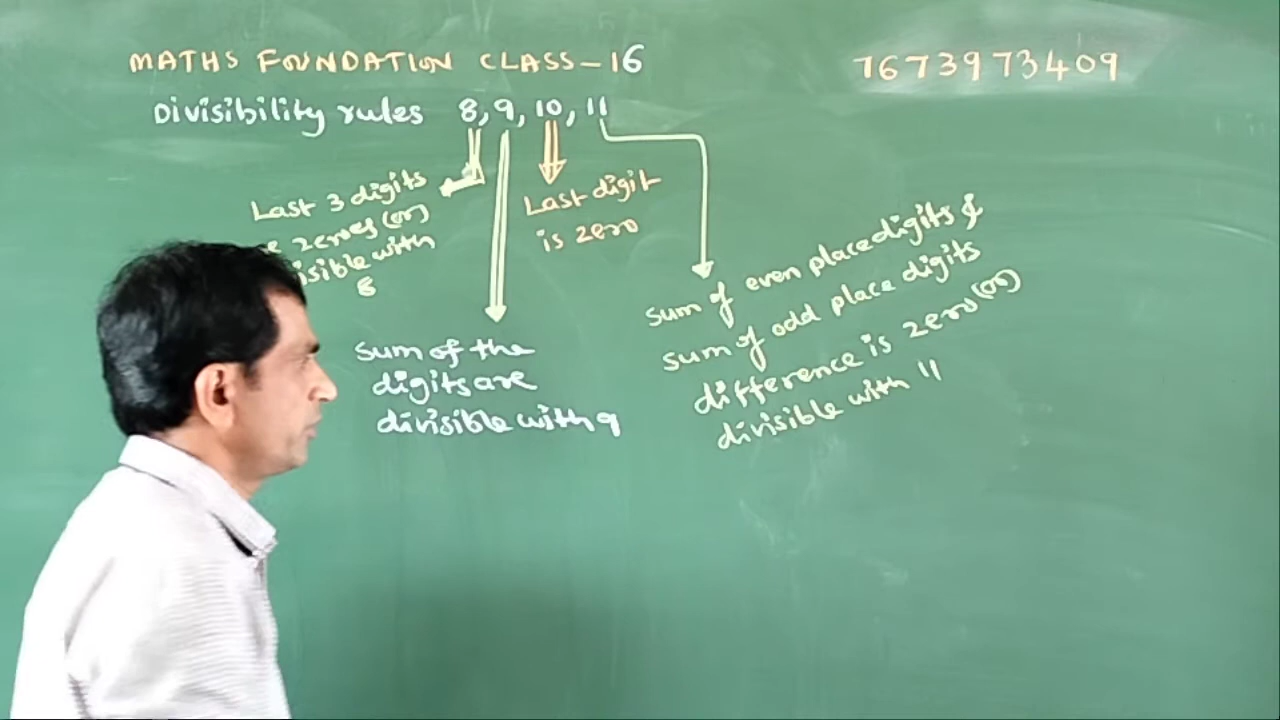 MATHS FOUNDATION CLASS-16
7673973409
Divisibility rules 8, 9, 10, 11
Last 3 digits
zeroes (or)
with
8
Last digit
is zero
Sum of the
digits are
divisible with 9
Sum of even place digits &
Sum of odd place digits
difference is zero (or)
divisible with 11